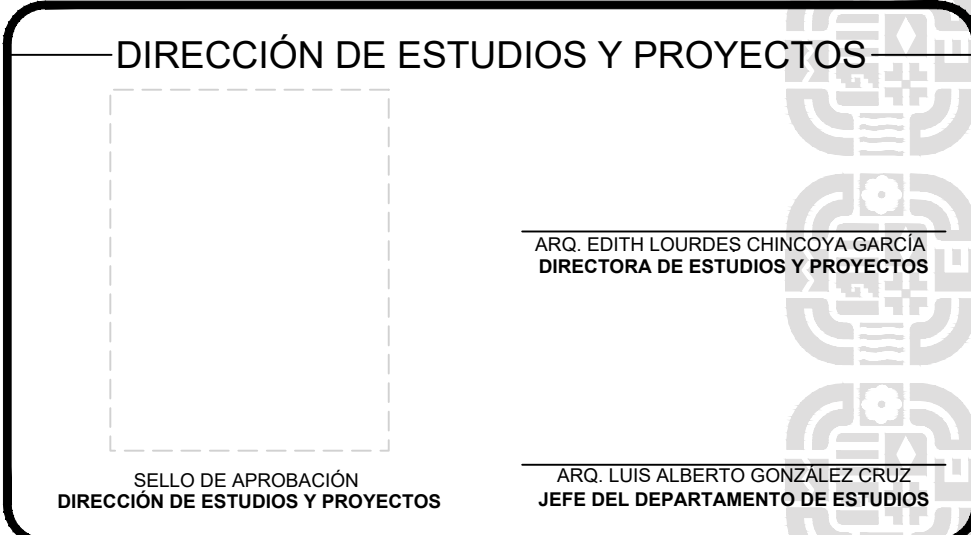 DIRECCIÓN DE ESTUDIOS Y PROYECTOS
ARQ. EDITH LOURDES CHINCOYA GARCÍA
DIRECTORA DE ESTUDIOS Y PROYECTOS
SELLO DE APROBACIÓN
DIRECCIÓN DE ESTUDIOS Y PROYECTOS
ARQ. LUIS ALBERTO GONZÁLEZ CRUZ
JEFE DEL DEPARTAMENTO DE ESTUDIOS